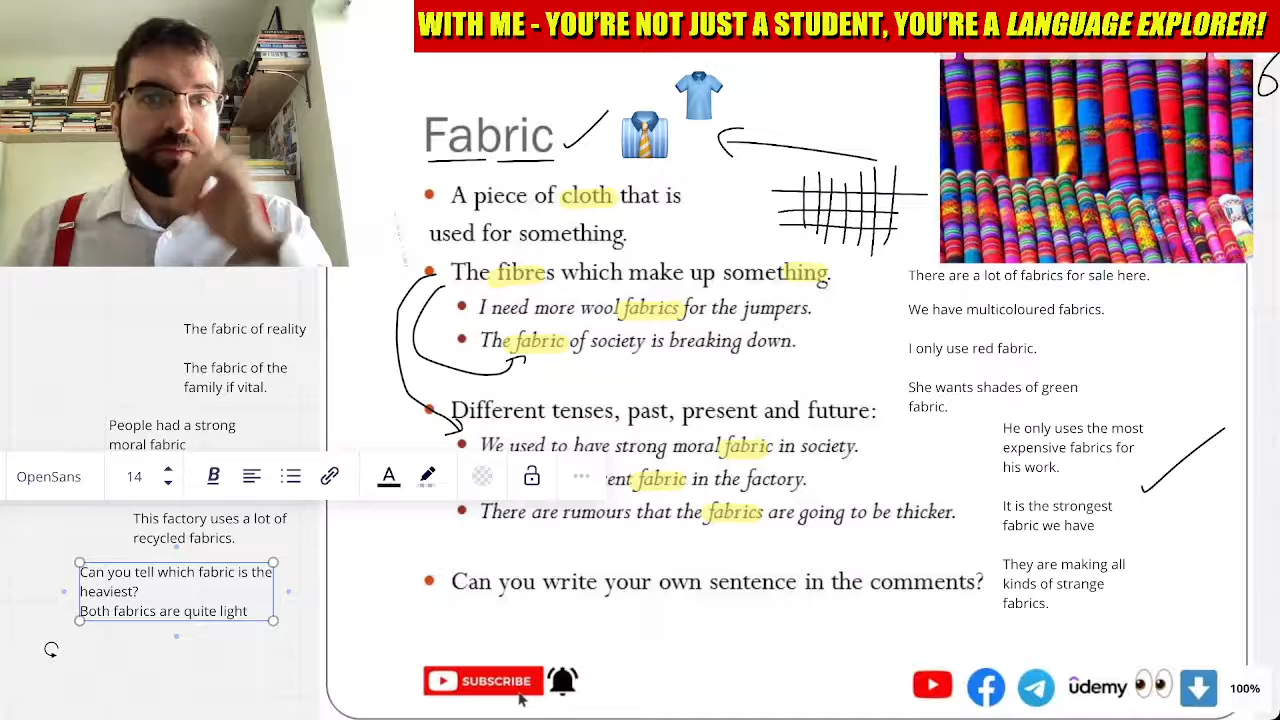 WITH ME - YOU'RE NOT JUST A STUDENT, YOU'RE A LANGUAGE EXPLORER!
Fabric
A piece of cloth that is
used for something.
The fibres which make up something.
I need more wool fabrics for the jumpers.
The fabric of society is breaking down.
Different tenses, past, present and future:
We used to have strong moral fabric in society.
ent fabric in the factory.
There are rumours that the fabrics are going to be thicker.
Can you write your own sentence in the comments?
There are a lot of fabrics for sale here.
We have multicoloured fabrics.
I only use red fabric.
She wants shades of green
fabric.
He only uses the most
expensive fabrics for
his work.
It is the strongest
fabric we have
They are making all
kinds of strange
fabrics.
The fabric of reality
The fabric of the
family if vital.
People had a strong
moral fabric
OpenSans
14
B
A
This factory uses a lot of
recycled fabrics.
Can you tell which fabric is the
heaviest?
Both fabrics are quite light
SUBSCRIBE
ûdemy
100%